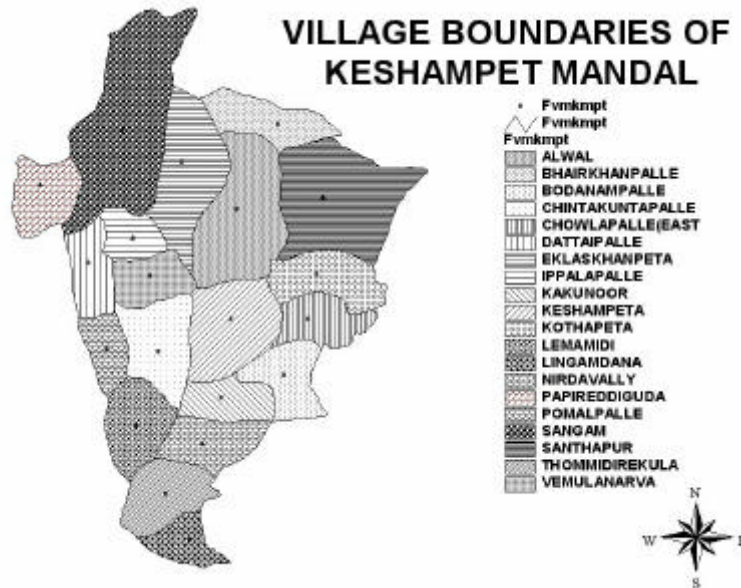 VILLAGE BOUNDARIES OF
KESHAMPET MANDAL
Fvmkmpt
Fvmkmpt
Fvmkmpt
ALWAL
BHAIRKHANPALLE
BODANAMPALLE
CHINTAKUNTAPALLE
CHOWLAPALLE(EAST
DATTAIPALLE
EKLASKHANPETA
IPPALAPALLE
KAKUNOOR
KESHAMPETA
KOTHAPETA
LEMAMIDI
LINGAMDANA
NIRDAVALLY
PAPIREDDIGUDA
POMALPALLE
SANGAM
SANTHAPUR
THOMMIDIREKULA
VEMULANARVA
N
W
S